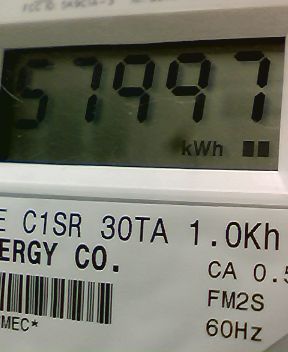 57997
kWh
E C1SR 30TA 1.0Kh
ERGY CO.
CA 0.5
FM2S
60Hz
MEC*